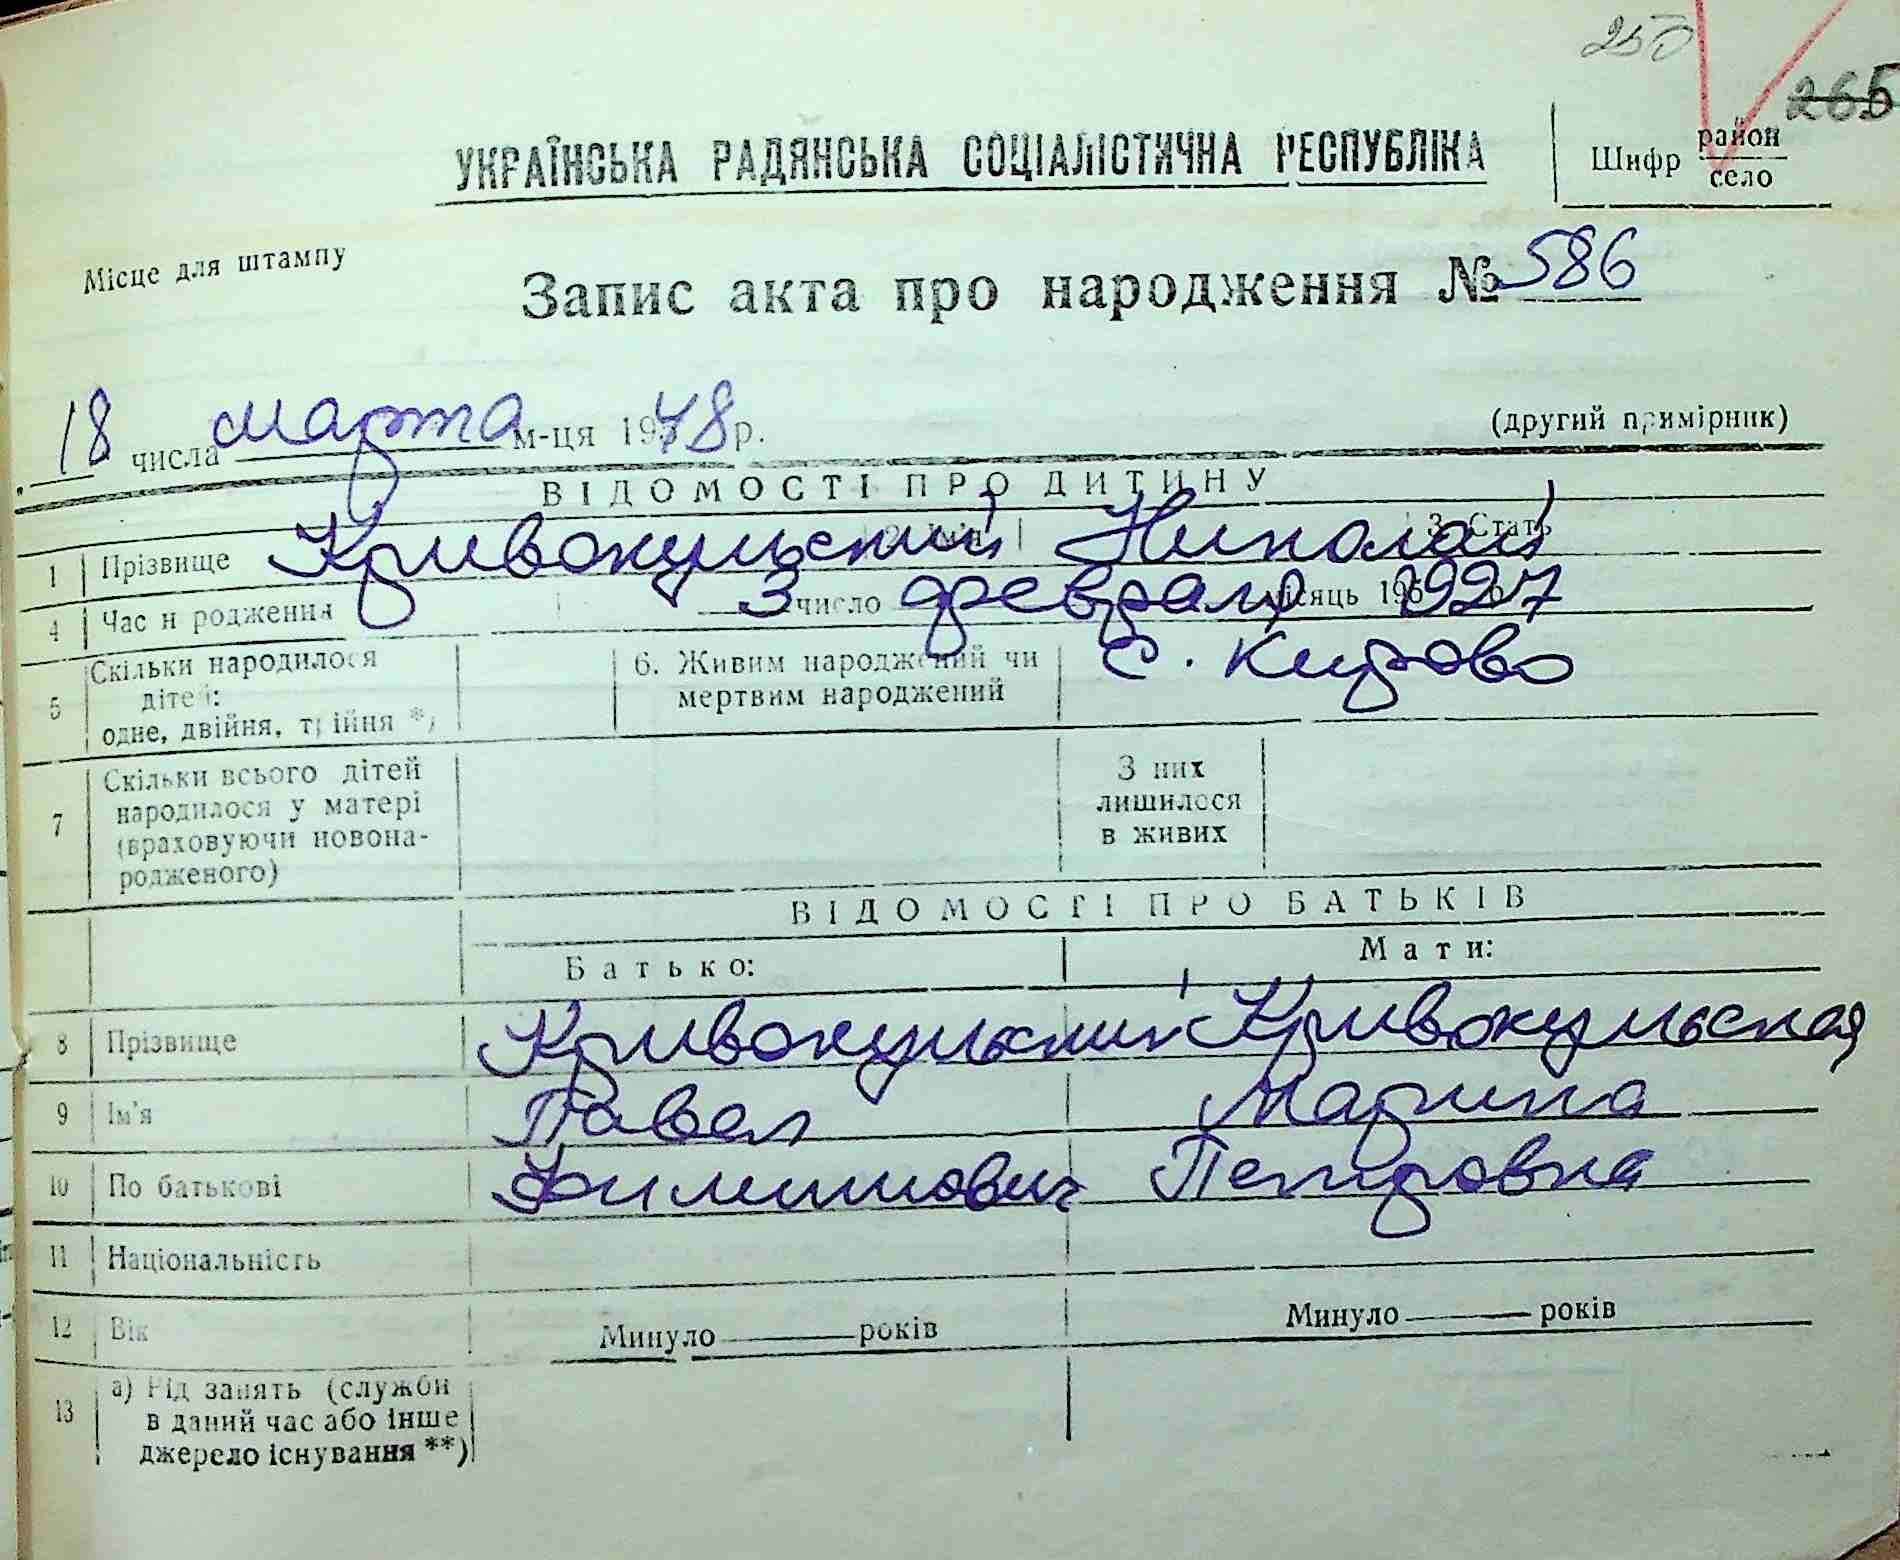 250
265
УКРАЇНСЬКА РАДЯНСЬКА СОЦІАЛІСТИЧНА РЕСПУБЛІКА
Шифр район село
Місце для штампу
Запис акта про народження № 586
18 числа марта м-ця 1948 р.
(другий примірник)
ВІДОМОСТІ ПРО ДИТИНУ
1 Прізвище Кривокульский Николай 3. Стать
4 Час народження 3 число февраля місяць 195 1927
5 Скільки народилося дітей: одне, двійня, трійня *) 6. Живим народжений чи мертвим народжений с. Кирово
7 Скільки всього дітей народилося у матері (враховуючи новонародженого) З них лишилося в живих
ВІДОМОСТІ ПРО БАТЬКІВ
Батько: Мати:
8 Прізвище Кривокульский Кривокульская
9 Ім'я Павел Марина
10 По батькові Филиппович Петровна
11 Національність
12 Вік Минуло років Минуло років
13 а) Рід занять (служби
в даний час або інше
джерело існування **)